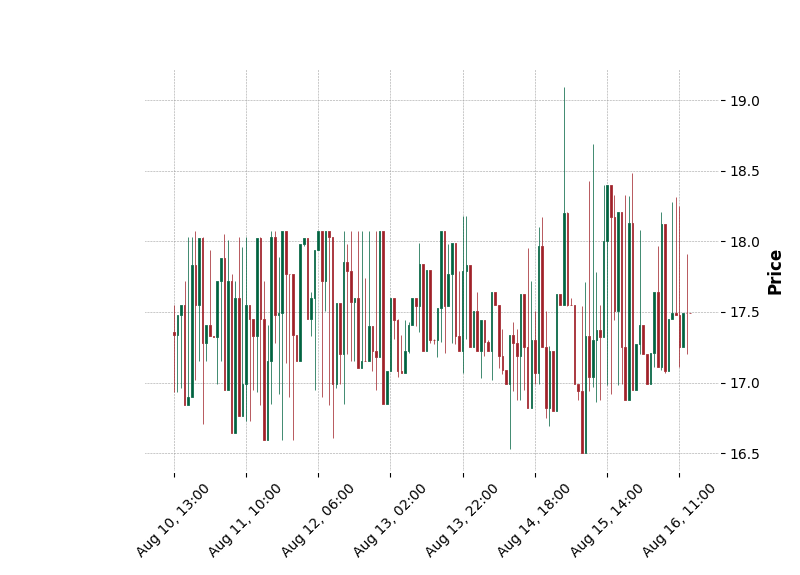 19.0
18.5
18.0
17.5
17.0
16.5
Price
Aug 10, 13:00
Aug 11, 10:00
Aug 12, 06:00
Aug 13, 02:00
Aug 13, 22:00
Aug 14, 18:00
Aug 15, 14:00
Aug 16, 11:00